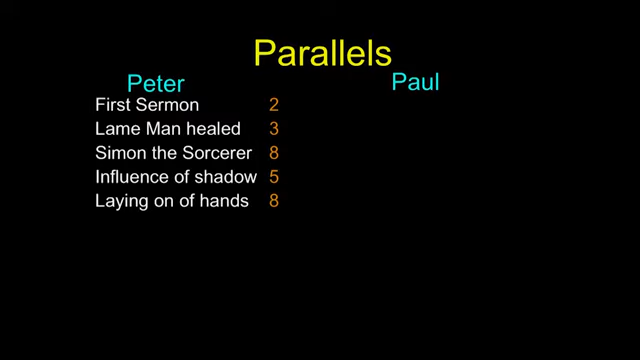 Parallels
Peter Paul
First Sermon 2
Lame Man healed 3
Simon the Sorcerer 8
Influence of shadow 5
Laying on of hands 8